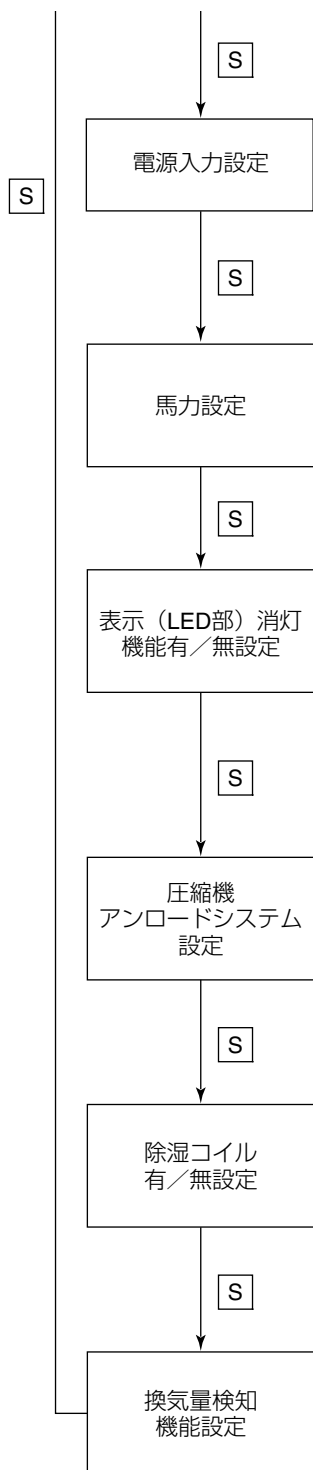 S
電源入力設定
S
S
馬力設定
S
表示（LED部）消灯
機能有／無設定
S
圧縮機
アンロードシステム
設定
S
除湿コイル
有／無設定
S
換気量検知
機能設定